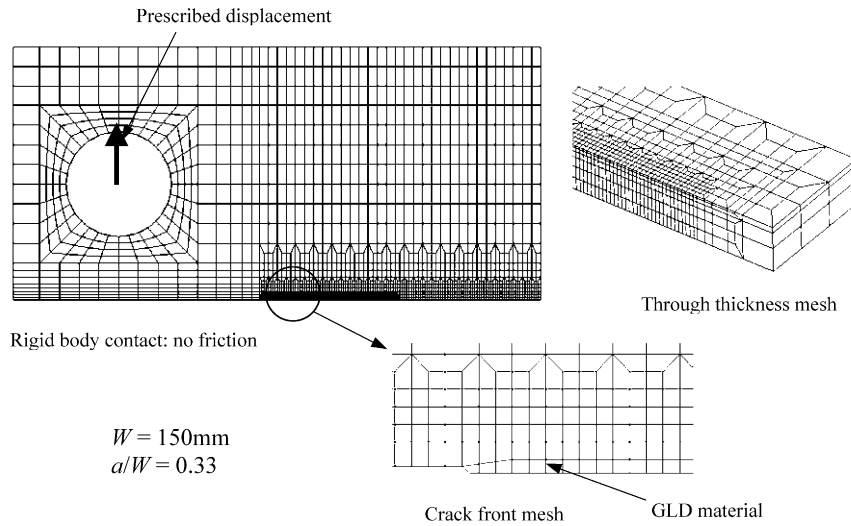 Prescribed displacement
Through thickness mesh
Rigid body contact: no friction
W = 150mm
a/W = 0.33
GLD material
Crack front mesh